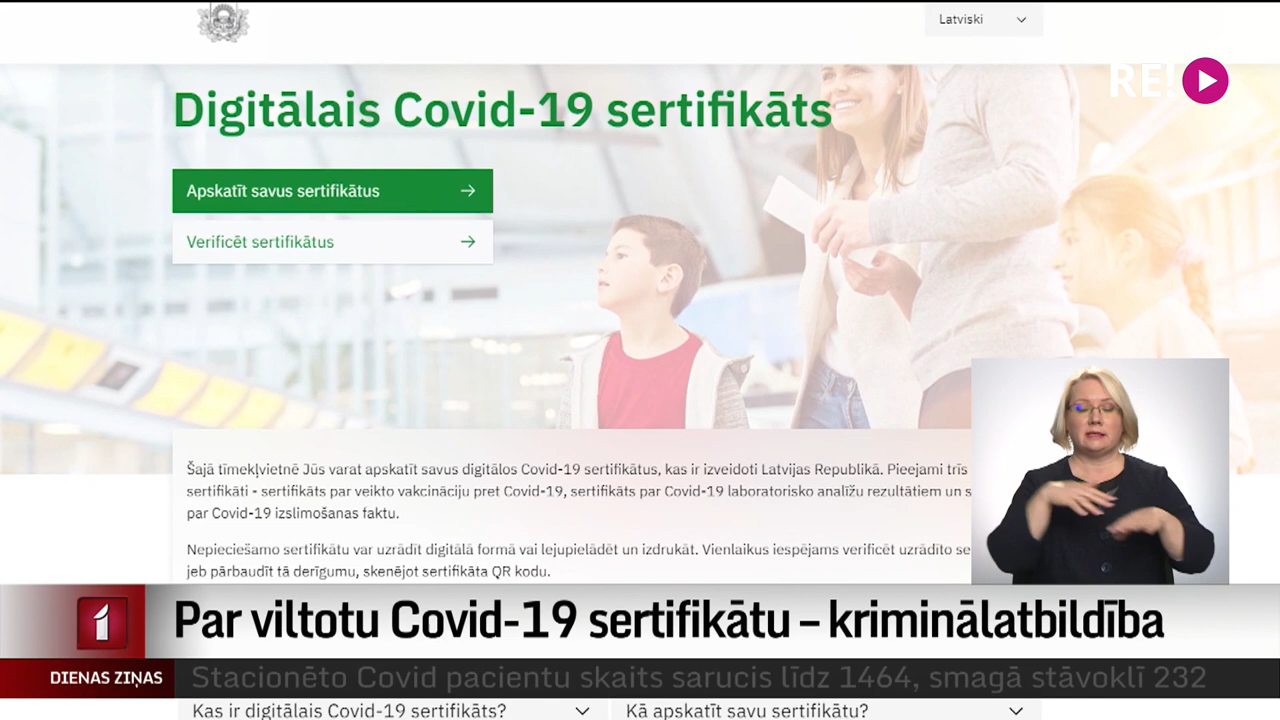 Latviski
RE!
Digitālais Covid-19 sertifikāts
Apskatīt savus sertifikātus
Verificēt sertifikātus
Šajā tīmekļvietnē Jūs varat apskatīt savus digitālos Covid-19 sertifikātus, kas ir izveidoti Latvijas Republikā. Pieejami trīs
sertifikāti - sertifikāts par veikto vakcināciju pret Covid-19, sertifikāts par Covid-19 laboratorisko analīžu rezultātiem un s
par Covid-19 izslimošanas faktu.
Nepieciešamo sertifikātu var uzrādīt digitālā formā vai lejupielādēt un izdrukāt. Vienlaikus iespējams verificēt uzrādīto se
jeb pārbaudīt tā derīgumu, skenējot sertifikāta QR kodu.
1
Par viltotu Covid-19 sertifikātu – kriminālatbildība
DIENAS ZIŅAS
Stacionēto Covid pacientu skaits sarucis līdz 1464, smagā stāvoklī 232
Kas ir digitālais Covid-19 sertifikāts?
Kā apskatīt savu sertifikātu?